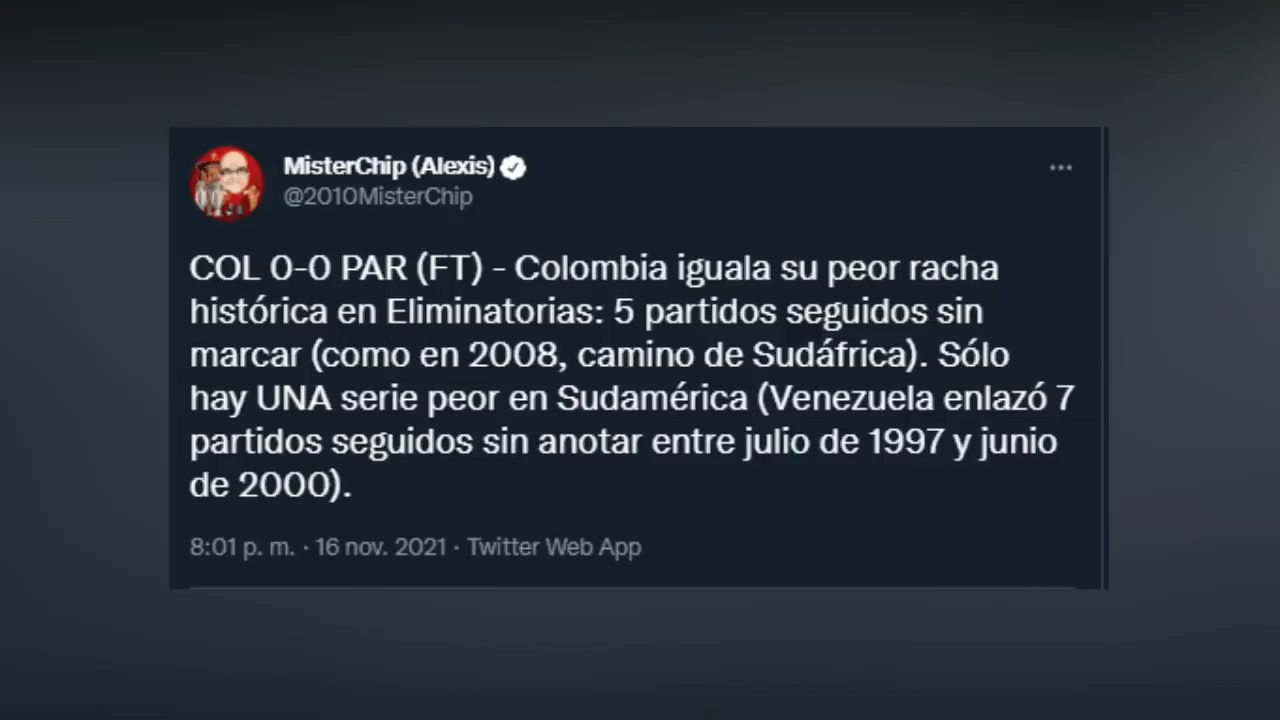 MisterChip (Alexis)
@2010MisterChip
COL 0-0 PAR (FT) - Colombia iguala su peor racha
histórica en Eliminatorias: 5 partidos seguidos sin
marcar (como en 2008, camino de Sudáfrica). Sólo
hay UNA serie peor en Sudamérica (Venezuela enlazó 7
partidos seguidos sin anotar entre julio de 1997 y junio
de 2000).
8:01 p. m. · 16 nov. 2021 · Twitter Web App